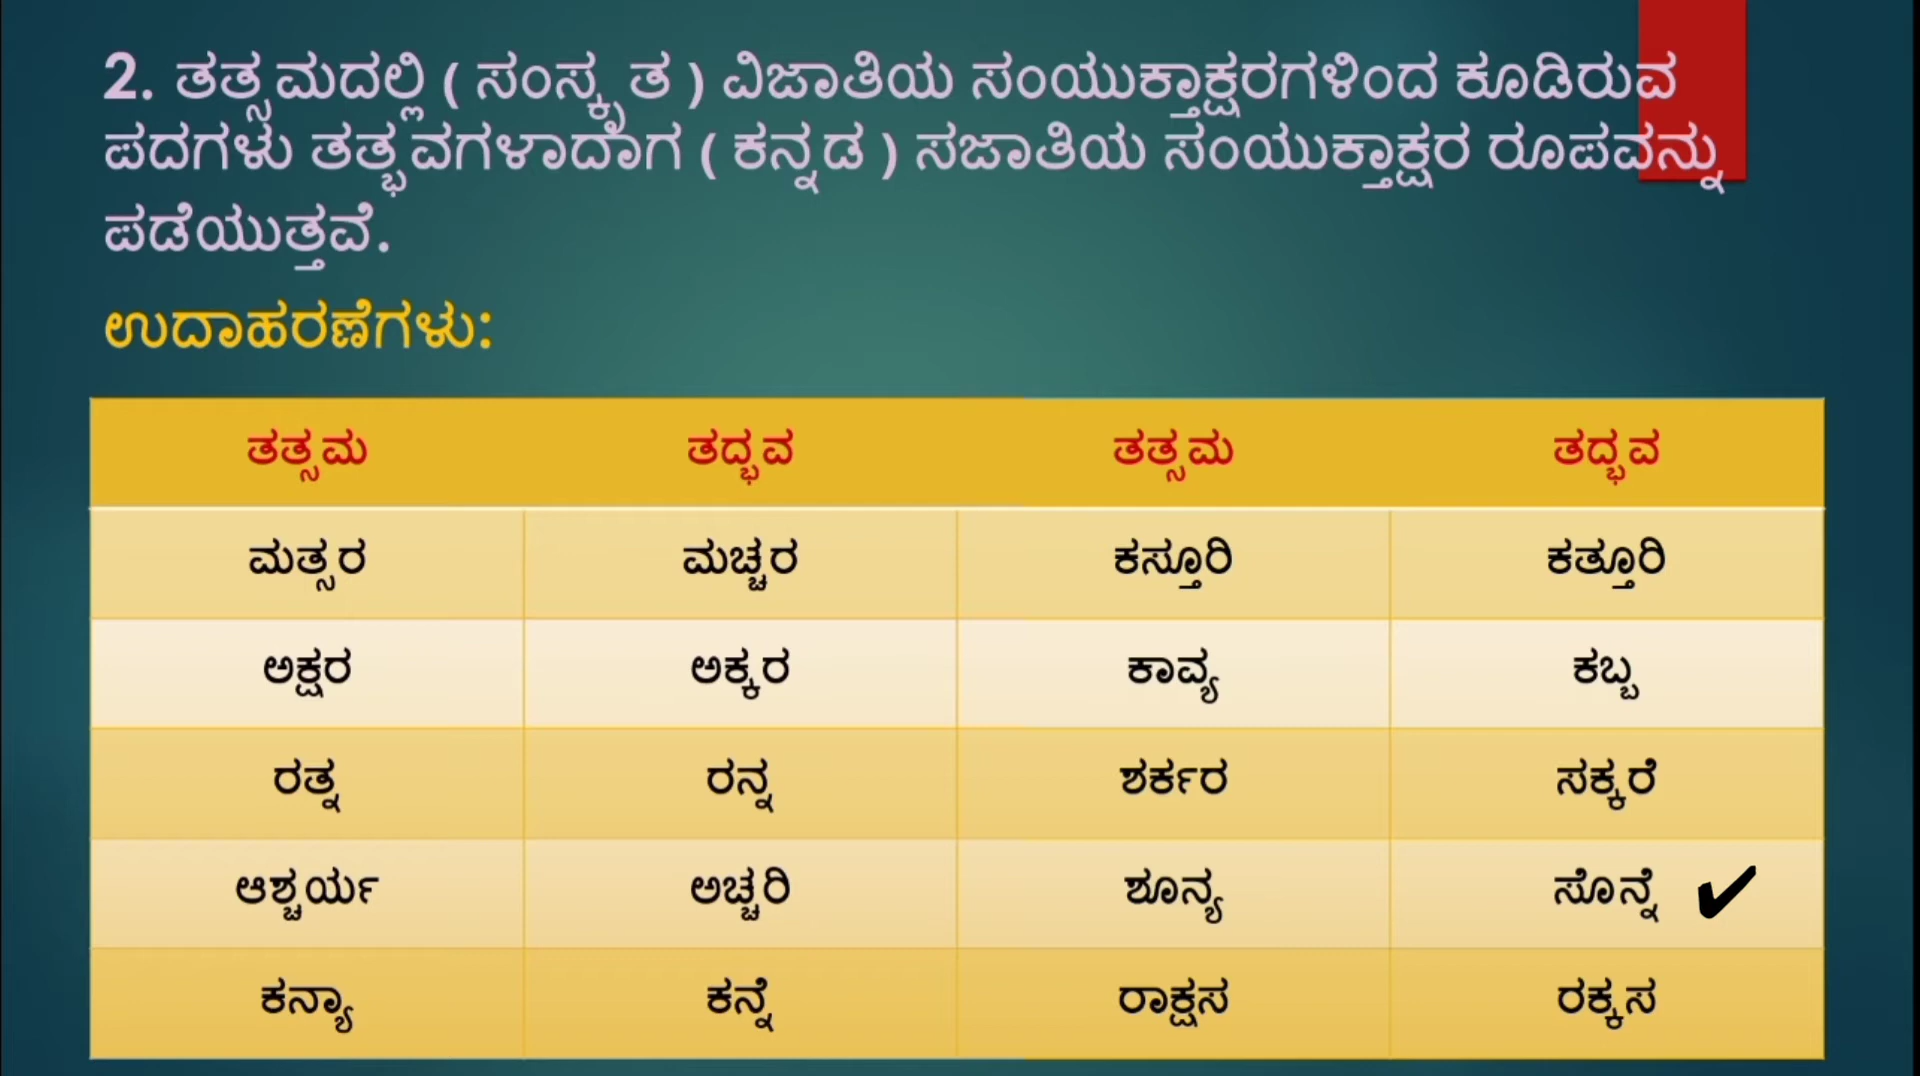 2. ತತ್ಸಮದಲ್ಲಿ ( ಸಂಸ್ಕೃತ ) ವಿಜಾತಿಯ ಸಂಯುಕ್ತಾಕ್ಷರಗಳಿಂದ ಕೂಡಿರುವ
ಪದಗಳು ತತ್ಭವಗಳಾದಾಗ ( ಕನ್ನಡ ) ಸಜಾತಿಯ ಸಂಯುಕ್ತಾಕ್ಷರ ರೂಪವನ್ನು
ಪಡೆಯುತ್ತವೆ.
ಉದಾಹರಣೆಗಳು:
ತತ್ಸಮ ತದ್ಭವ ತತ್ಸಮ ತದ್ಭವ
ಮತ್ಸರ ಮಚ್ಚರ ಕಸ್ತೂರಿ ಕತ್ತೂರಿ
ಅಕ್ಷರ ಅಕ್ಕರ ಕಾವ್ಯ ಕಬ್ಬ
ರತ್ನ ರನ್ನ ಶರ್ಕರ ಸಕ್ಕರೆ
ಆಶ್ಚರ್ಯ ಅಚ್ಚರಿ ಶೂನ್ಯ ಸೊನ್ನೆ ✔
ಕನ್ಯಾ ಕನ್ನೆ ರಾಕ್ಷಸ ರಕ್ಕಸ